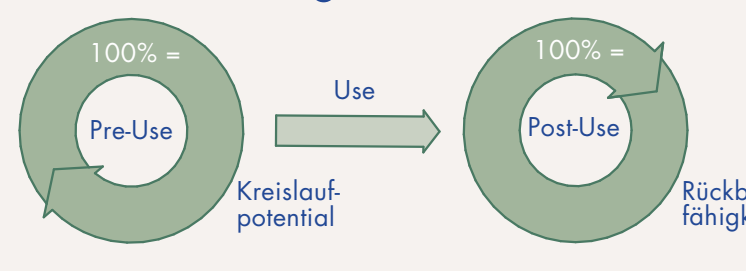 100% =
Pre-Use
Kreislauf-
potential
Use
100% =
Post-Use